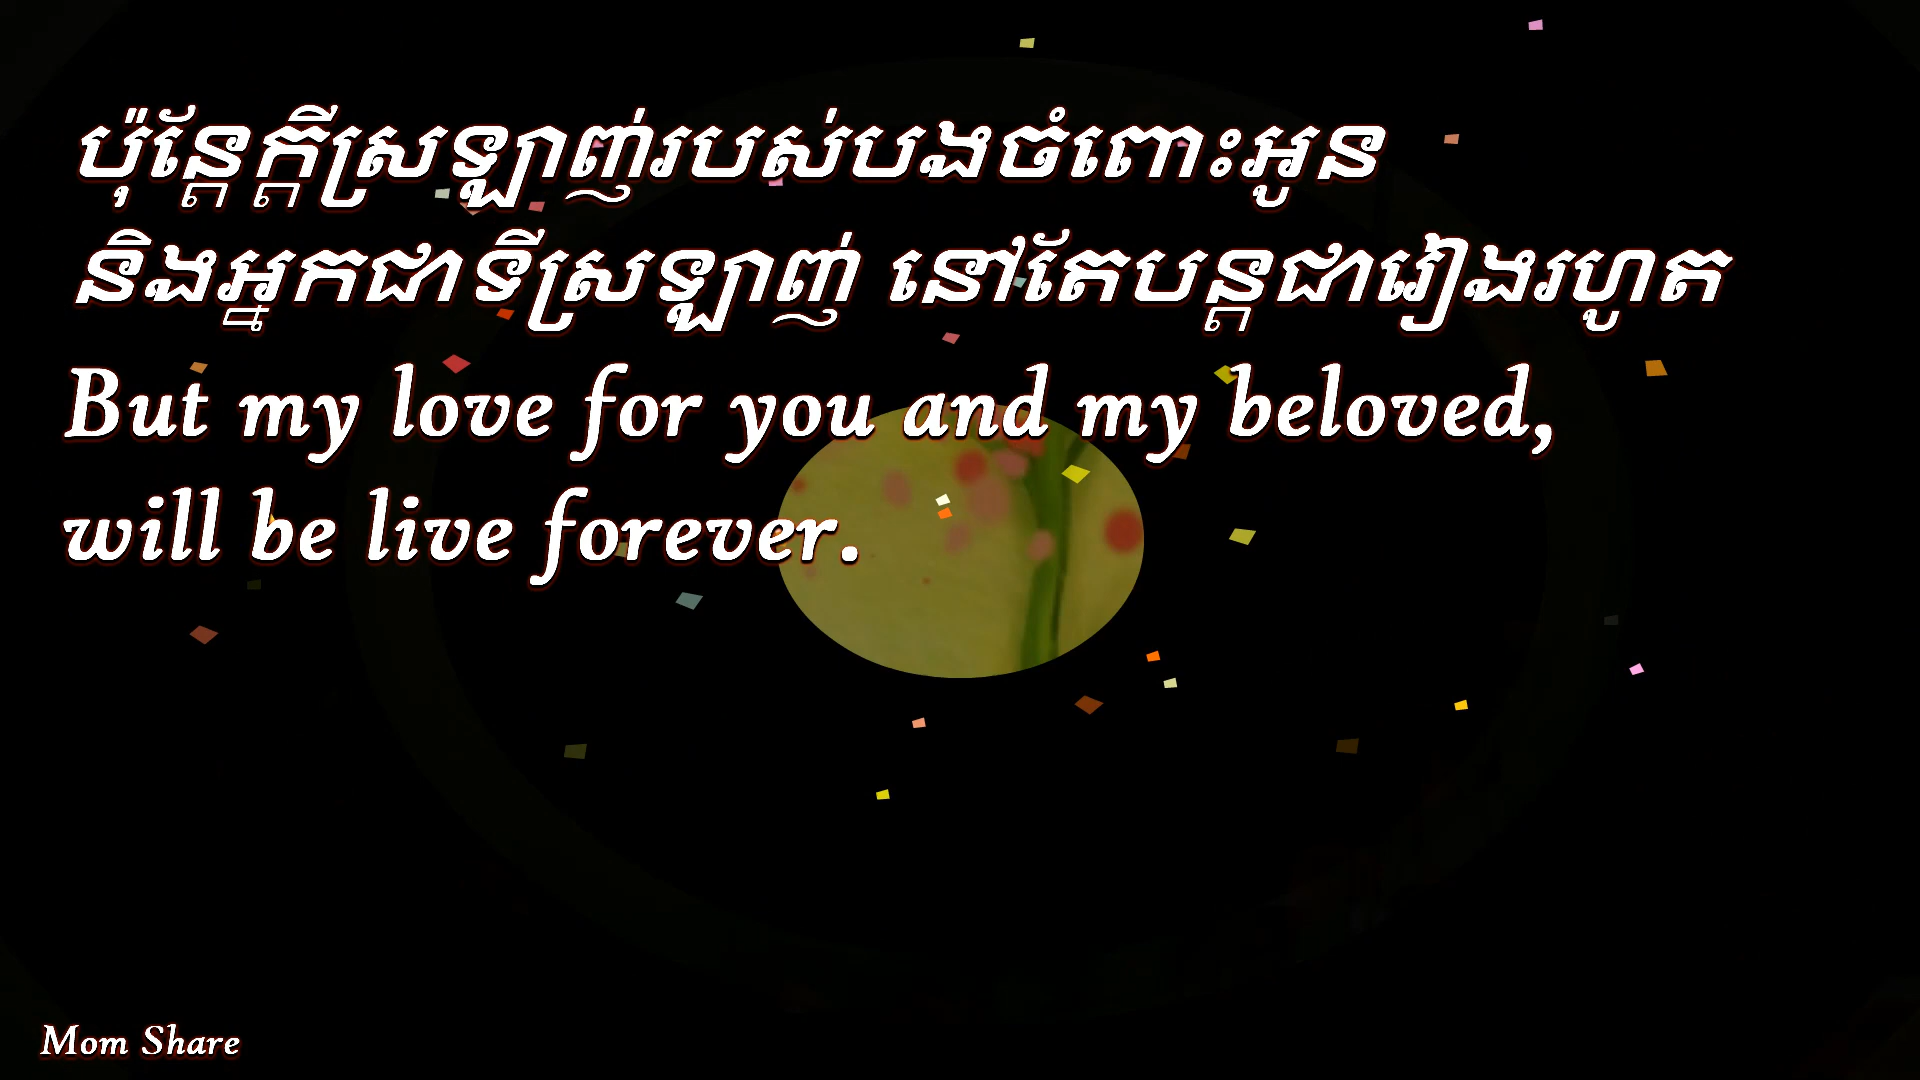 ប៉ុន្តែក្តីស្រឡាញ់របស់បងចំពោះអូន
និងអ្នកជាទីស្រឡាញ់ នៅតែបន្តជារៀងរហូត
But my love for you and my beloved,
will be live forever.
Mom Share